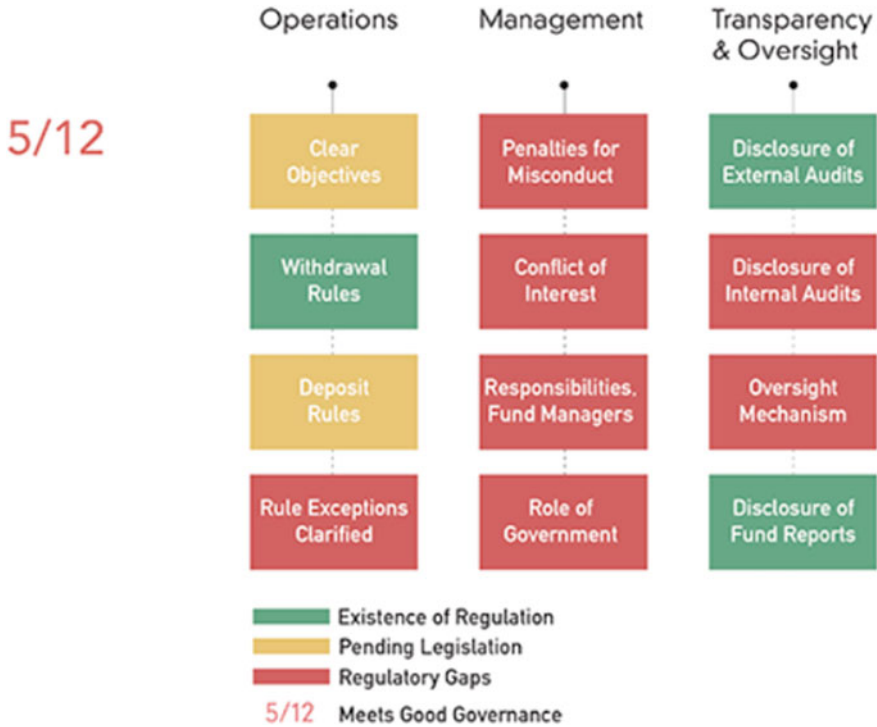 Operations
Management
Transparency
& Oversight
5/12
Clear
Objectives
Penalties for
Misconduct
Disclosure of
External Audits
Withdrawal
Rules
Conflict of
Interest
Disclosure of
Internal Audits
Deposit
Rules
Responsibilities,
Fund Managers
Oversight
Mechanism
Rule Exceptions
Clarified
Role of
Government
Disclosure of
Fund Reports
Existence of Regulation
Pending Legislation
Regulatory Gaps
5/12 Meets Good Governance